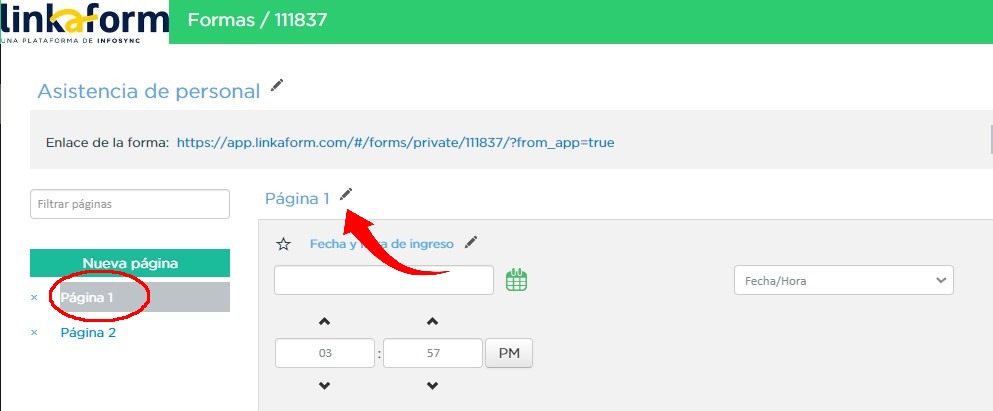 linkaform
UNA PLATAFORMA DE INFOSYNC
Formas / 111837
Asistencia de personal
Enlace de la forma: https://app.linkaform.com/#/forms/private/111837/?from_app=true
Filtrar páginas
Página 1
Nueva página
Fecha y hora de ingreso
Fecha/Hora
Página 1
Página 2
03 : 57 PM